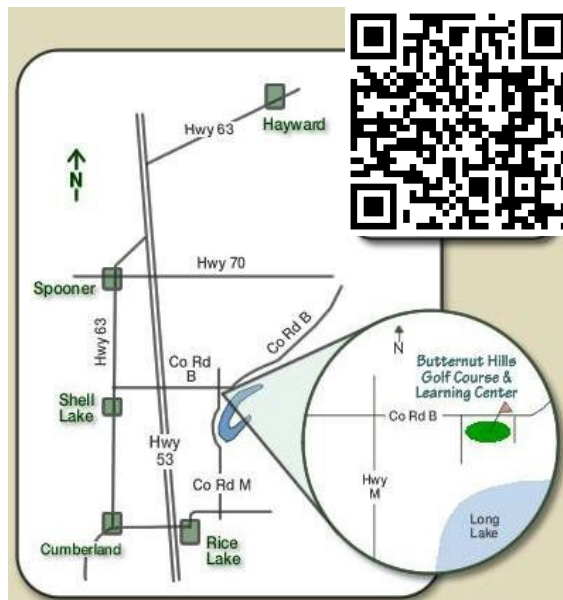 Hwy 63
Hayward
N
Hwy 70
Spooner
Hwy 63
Co Rd B
Co Rd
B
Shell
Lake
Hwy
53
Co Rd M
Cumberland
Rice
Lake
N
Butternut Hills
Golf Course &
Learning Center
Co Rd B
Hwy
M
Long
Lake